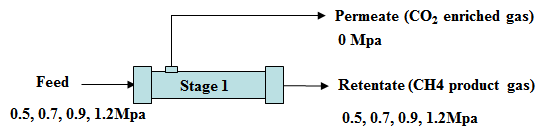 Permeate (CO₂ enriched gas)
0 Mpa
Feed
Stage 1
Retentate (CH4 product gas)
0.5, 0.7, 0.9, 1.2Mpa
0.5, 0.7, 0.9, 1.2Mpa